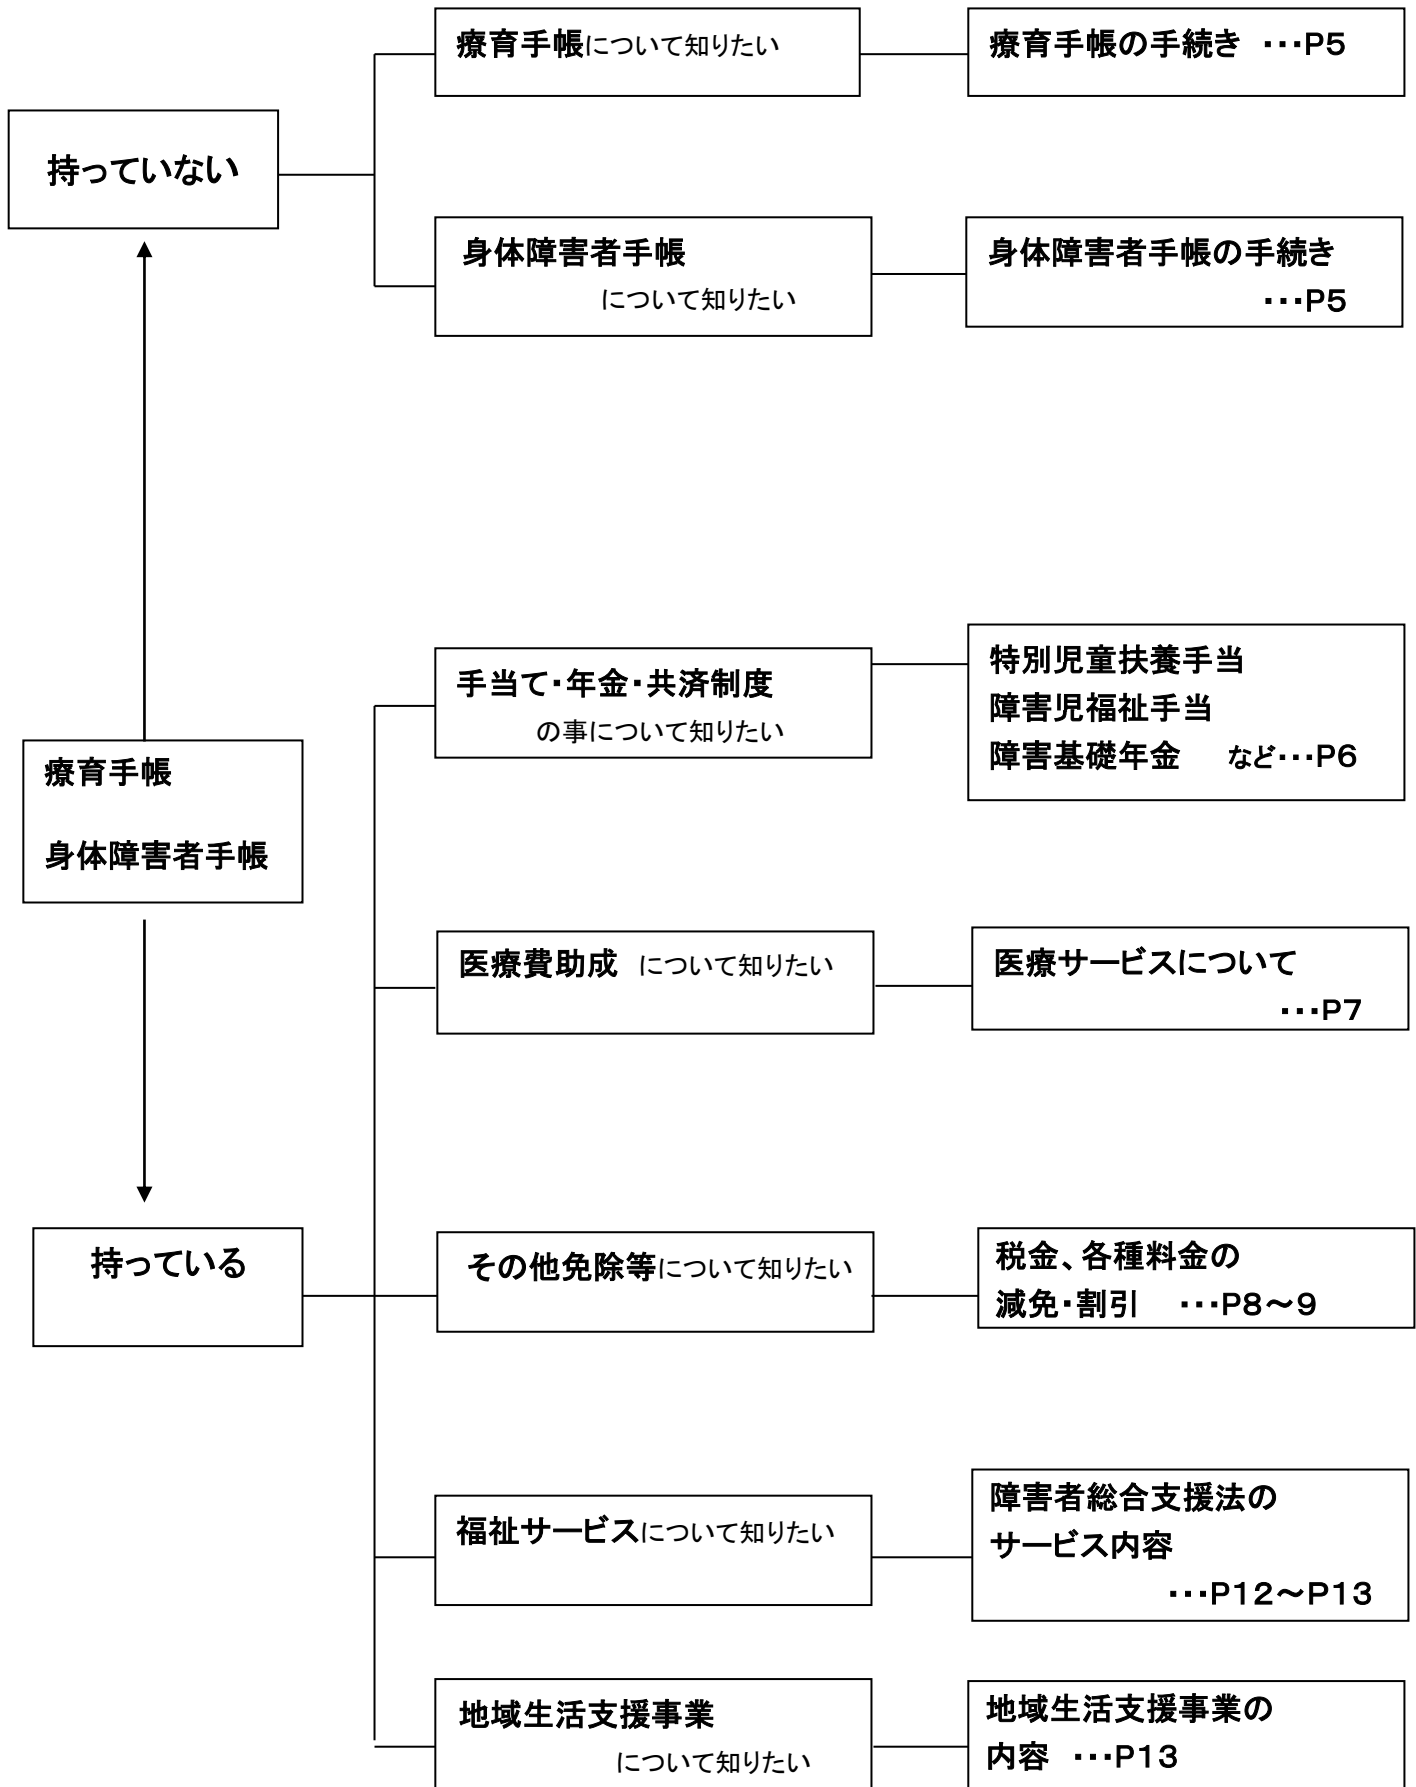 療育手帳について知りたい
療育手帳の手続き ・・・P5
持っていない
身体障害者手帳
について知りたい
身体障害者手帳の手続き
・・・P5
療育手帳
身体障害者手帳
手当て・年金・共済制度
の事について知りたい
特別児童扶養手当
障害児福祉手当
障害基礎年金 など・・・P6
医療費助成 について知りたい
医療サービスについて
・・・P7
持っている
その他免除等について知りたい
税金、各種料金の
減免・割引 ・・・P8～9
福祉サービスについて知りたい
障害者総合支援法の
サービス内容
・・・P12～P13
地域生活支援事業
について知りたい
地域生活支援事業の
内容 ・・・P13